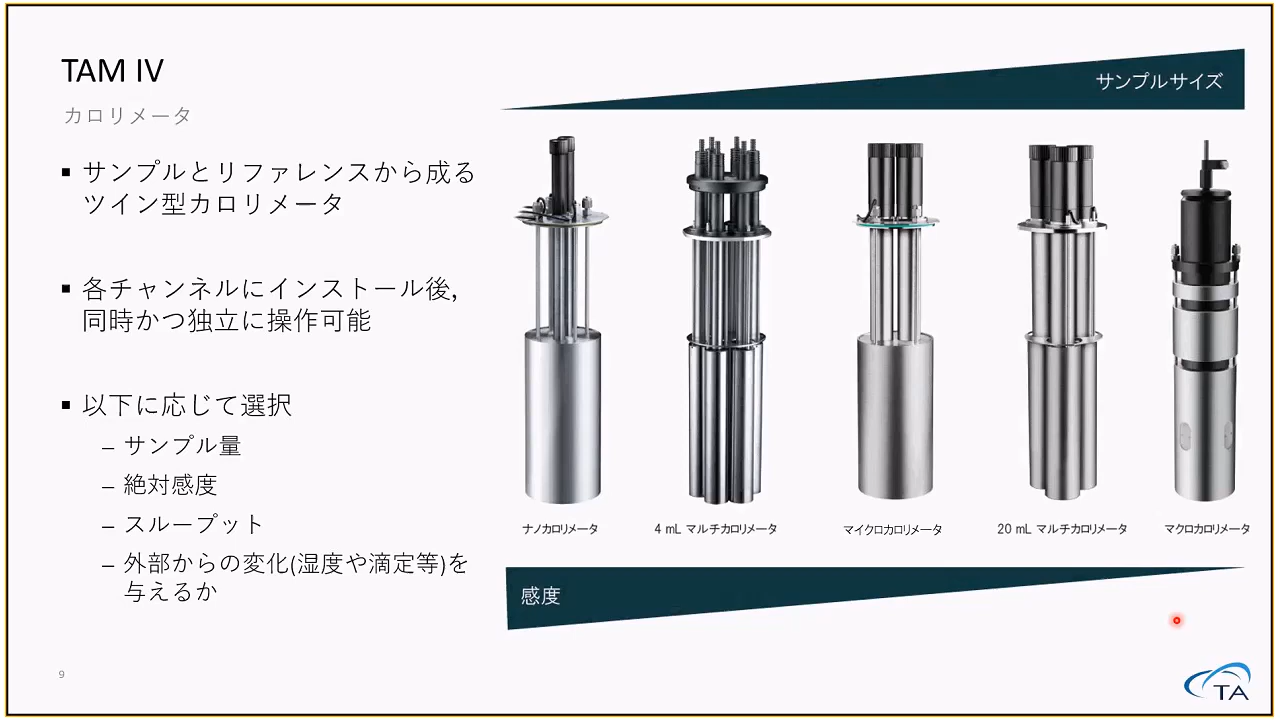 TAM IV
カロリメータ
サンプルサイズ
▪ サンプルとリファレンスから成る
ツイン型カロリメータ
▪ 各チャンネルにインストール後,
同時かつ独立に操作可能
▪ 以下に応じて選択
– サンプル量
– 絶対感度
– スループット
– 外部からの変化(湿度や滴定等)を
与えるか
ナノカロリメータ
4 mL マルチカロリメータ
マイクロカロリメータ
20 mL マルチカロリメータ
マクロカロリメータ
感度
9
TA